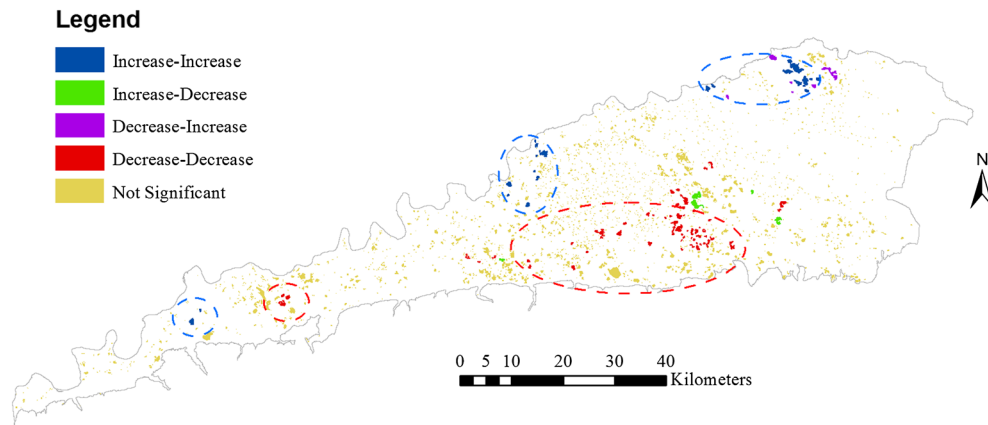 Legend
Increase-Increase
Increase-Decrease
Decrease-Increase
Decrease-Decrease
Not Significant
N
0 5 10 20 30 40
Kilometers